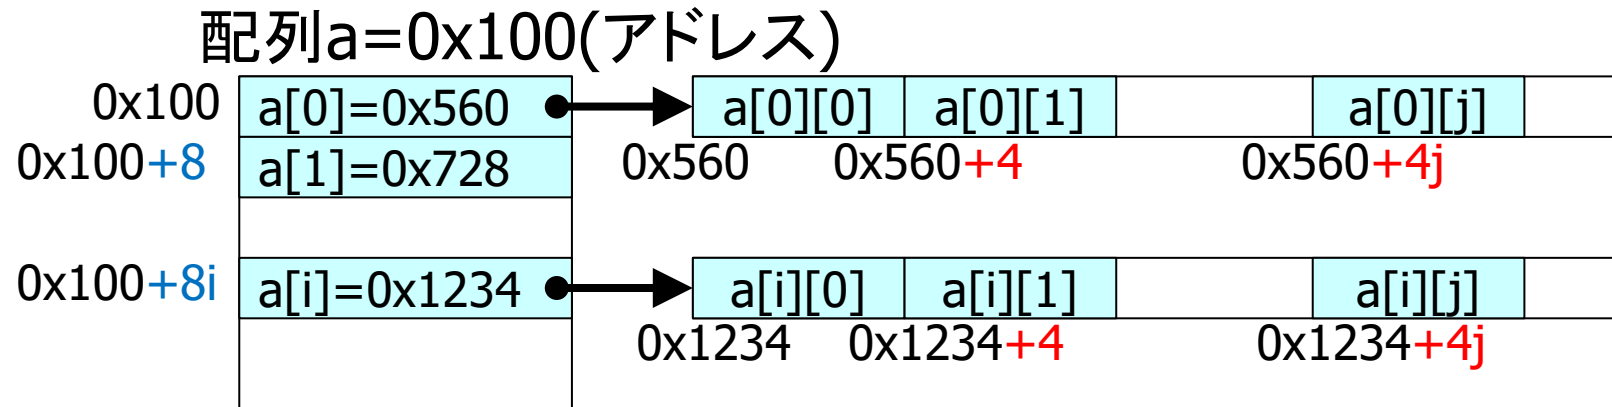 配列a=0x100(アドレス)
0x100 a[0]=0x560 a[0][0] a[0][1] a[0][j]
0x100+8 a[1]=0x728 0x560 0x560+4 0x560+4j
0x100+8i a[i]=0x1234 a[i][0] a[i][1] a[i][j]
0x1234 0x1234+4 0x1234+4j